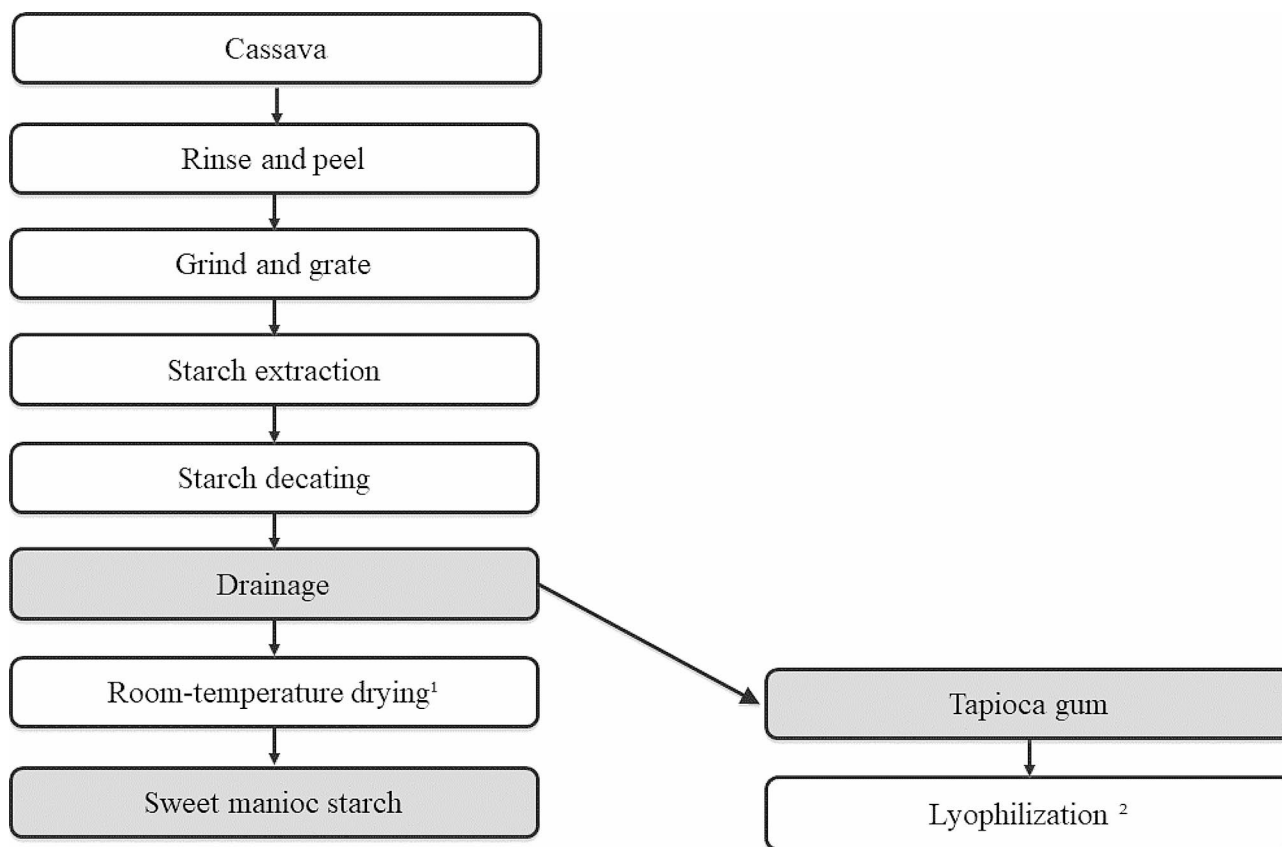 Cassava
Rinse and peel
Grind and grate
Starch extraction
Starch decating
Drainage
Room-temperature drying¹
Sweet manioc starch
Tapioca gum
Lyophilization ²